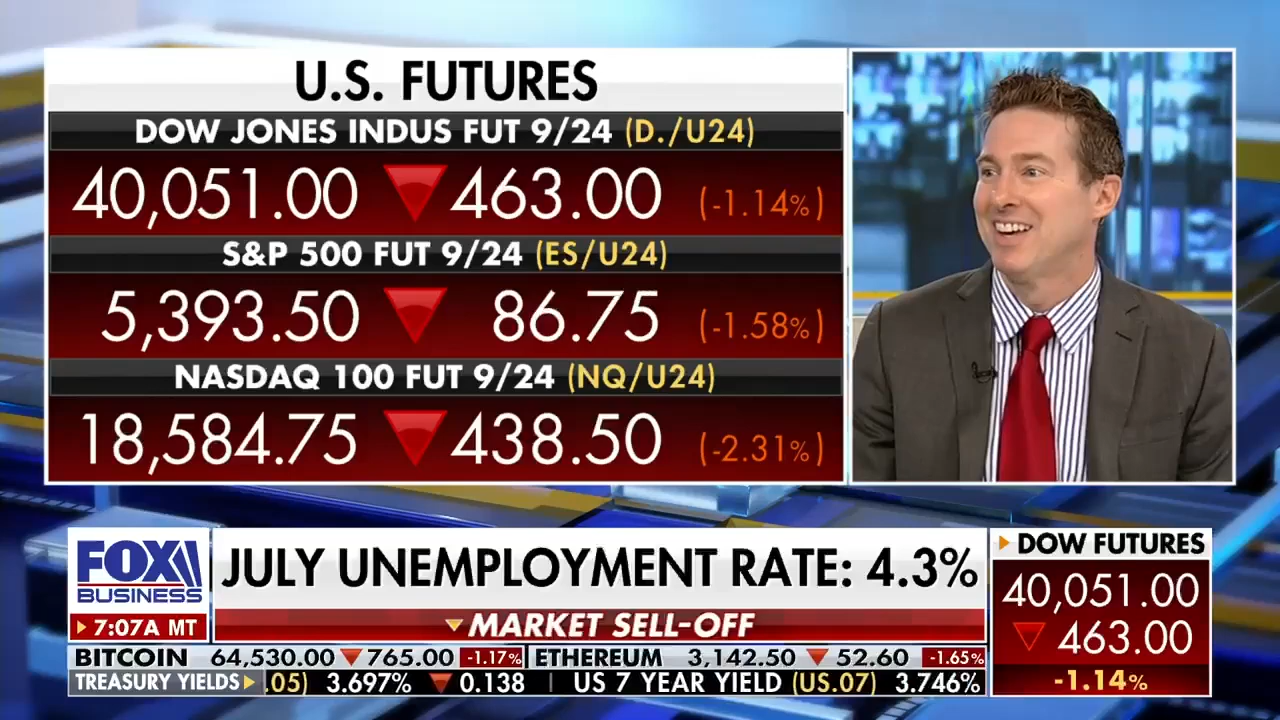 U.S. FUTURES
DOW JONES INDUS FUT 9/24 (D./U24)
40,051.00 ▼ 463.00 (-1.14%)
S&P 500 FUT 9/24 (ES/U24)
5,393.50 ▼ 86.75 (-1.58%)
NASDAQ 100 FUT 9/24 (NQ/U24)
18,584.75 ▼ 438.50 (-2.31%)
FOX BUSINESS
7:07A MT
JULY UNEMPLOYMENT RATE: 4.3%
MARKET SELL-OFF
BITCOIN 64,530.00 ▼ 765.00 -1.17% ETHEREUM 3,142.50 ▼ 52.60 -1.65%
TREASURY YIELDS .05) 3.697% ▼ 0.138 | US 7 YEAR YIELD (US.07) 3.746%
DOW FUTURES
40,051.00
▼ 463.00
-1.14%